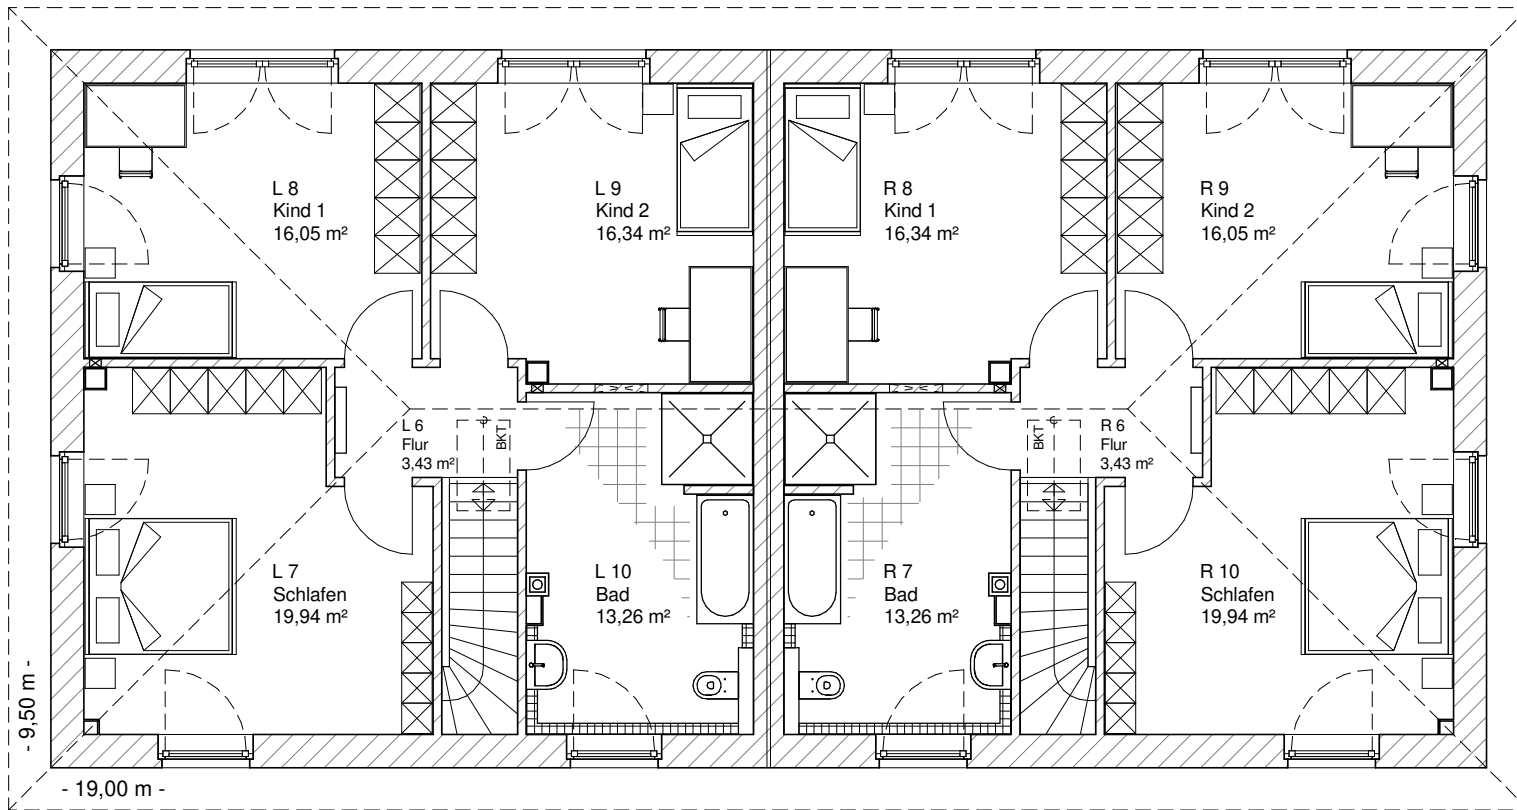 L 8
Kind 1
16,05 m²
L 9
Kind 2
16,34 m²
R 8
Kind 1
16,34 m²
R 9
Kind 2
16,05 m²
L 6
Flur
3,43 m²
BKT
BKT
R 6
Flur
3,43 m²
L 7
Schlafen
19,94 m²
L 10
Bad
13,26 m²
R 7
Bad
13,26 m²
R 10
Schlafen
19,94 m²
- 9,50 m -
- 19,00 m -